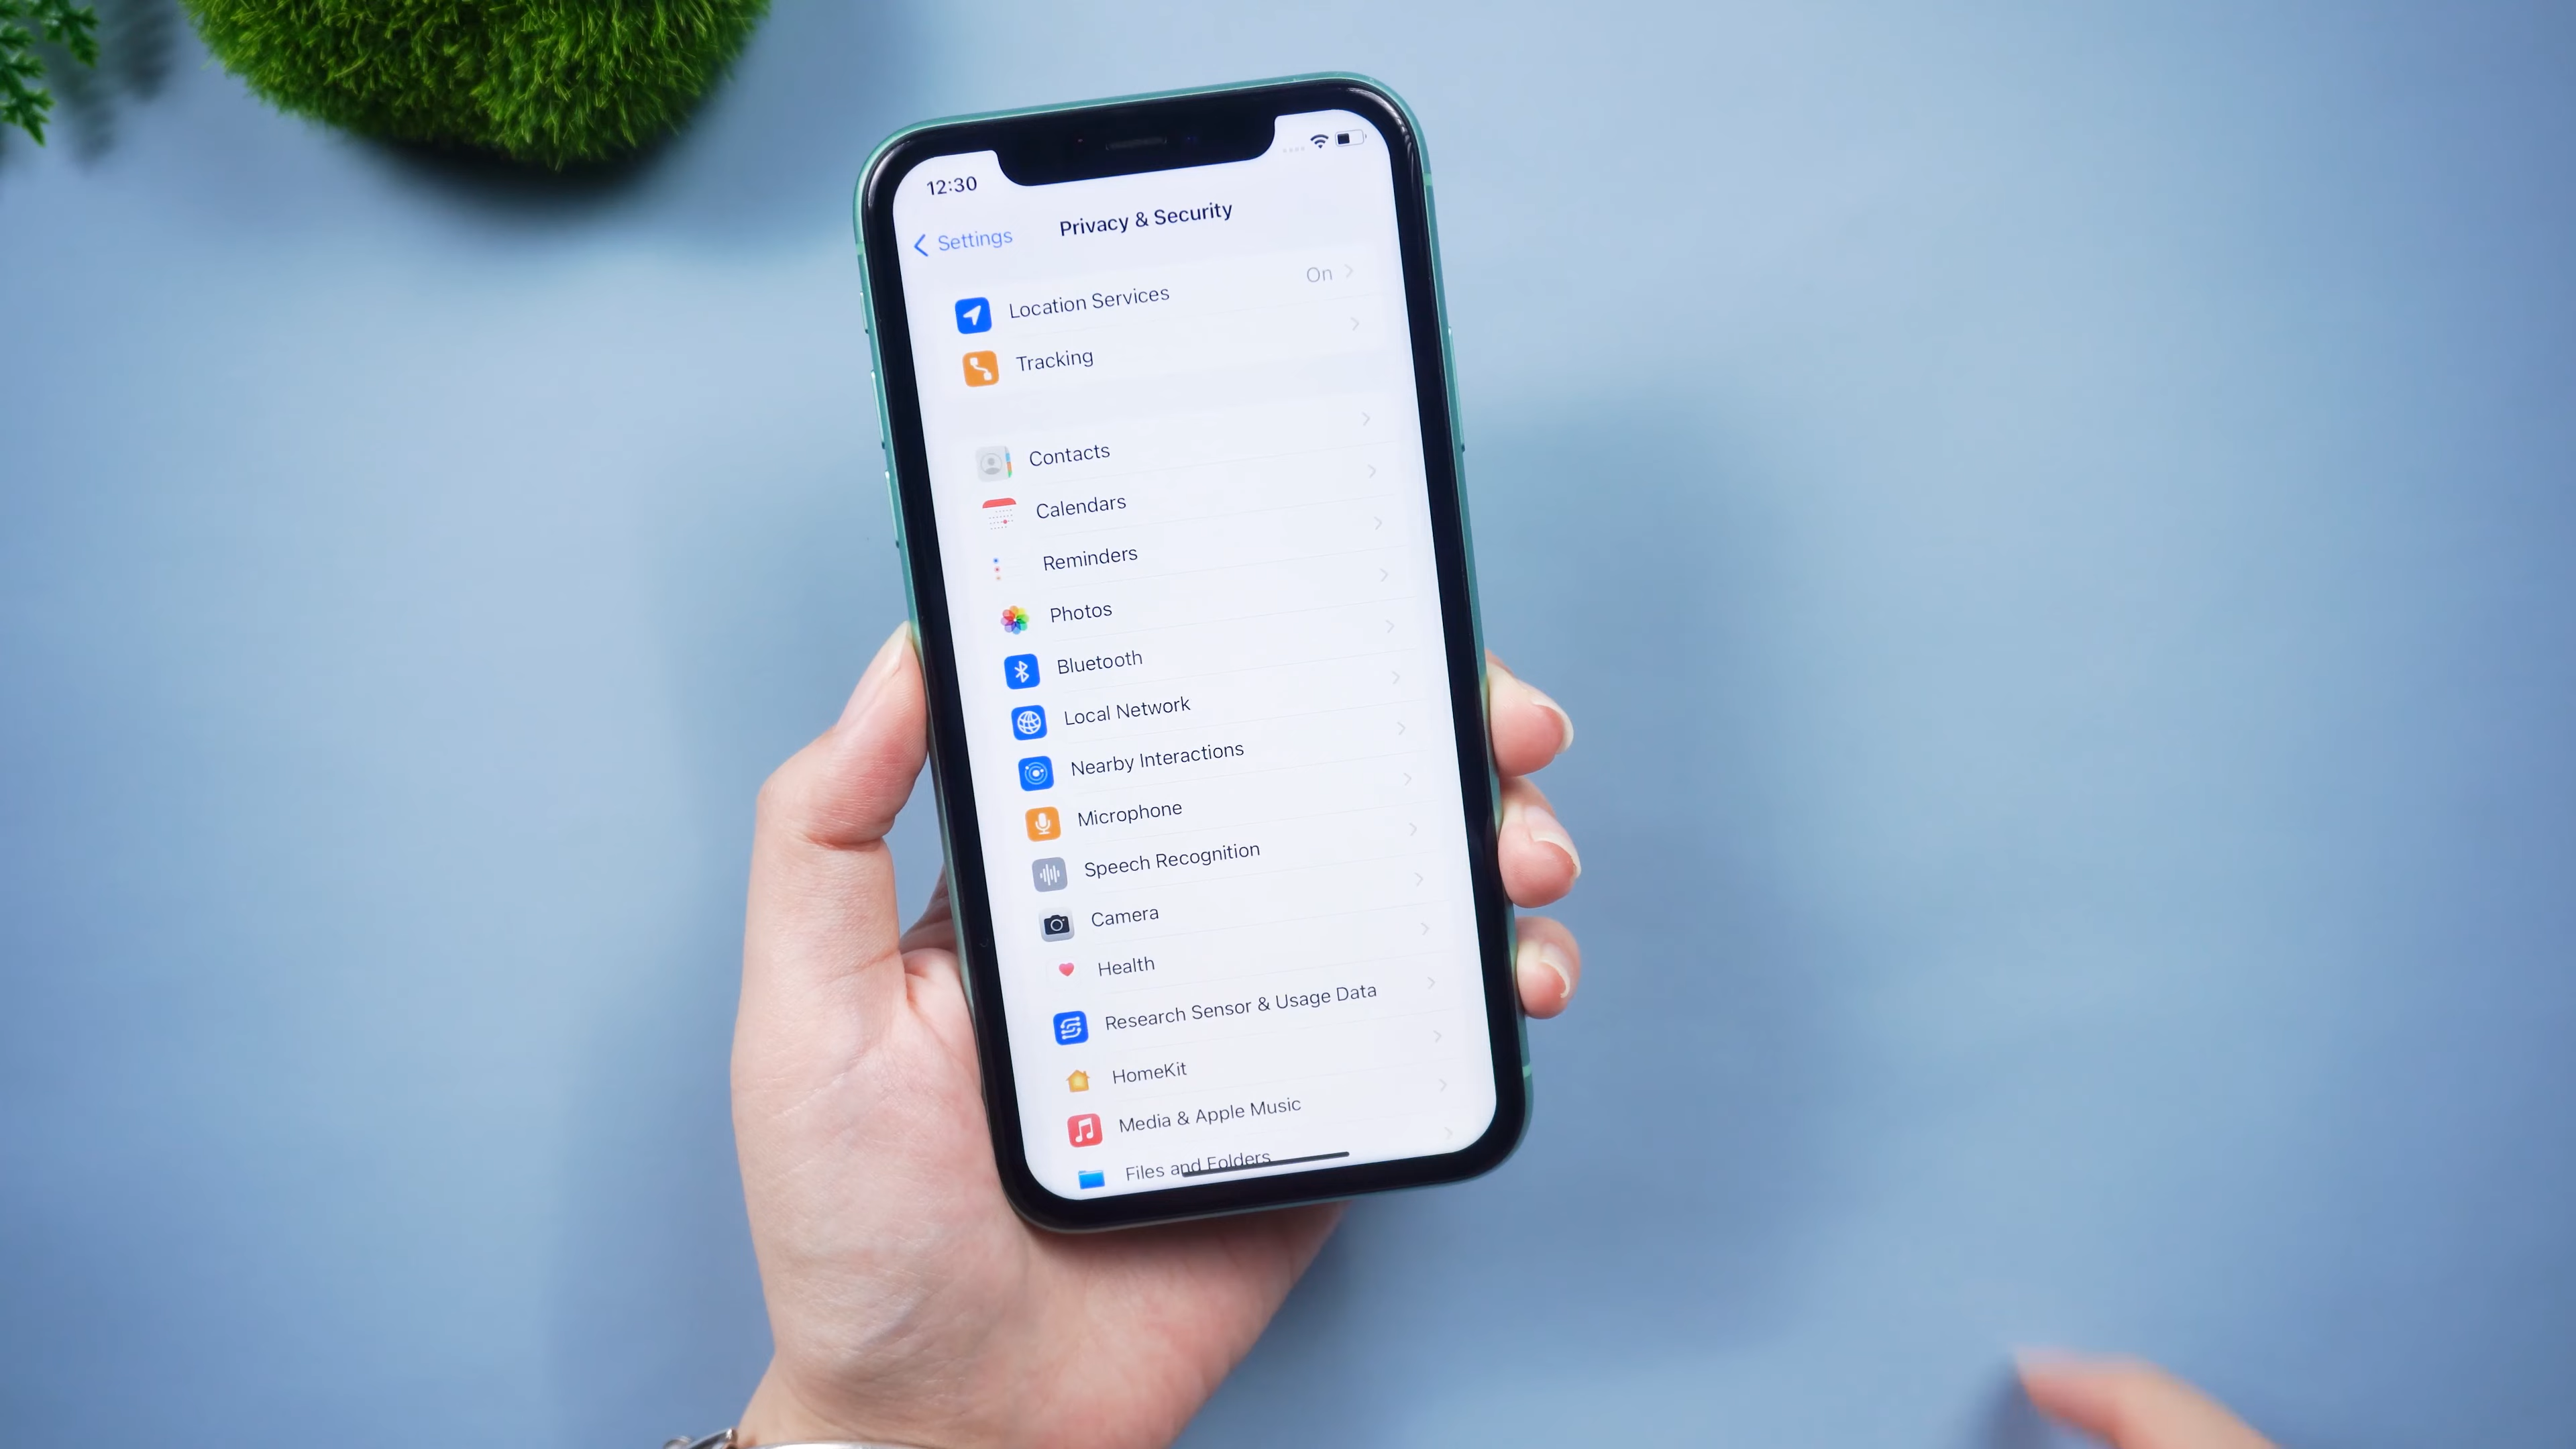 12:30
Settings
Privacy & Security
Location Services On
Tracking
Contacts
Calendars
Reminders
Photos
Bluetooth
Local Network
Nearby Interactions
Microphone
Speech Recognition
Camera
Health
Research Sensor & Usage Data
HomeKit
Media & Apple Music
Files and Folders